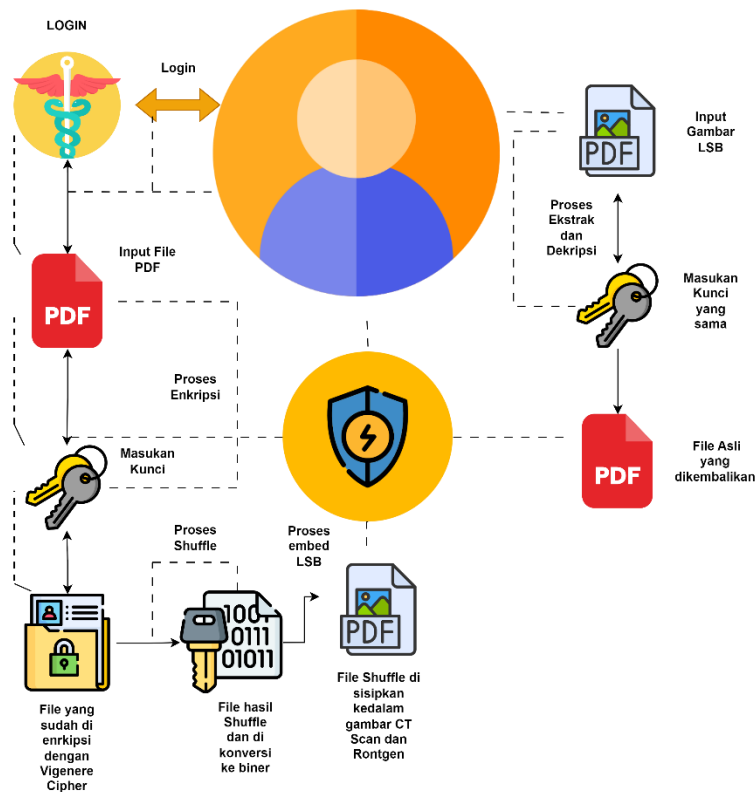 LOGIN
Login
Input File
PDF
PDF
Proses
Enkripsi
Masukan
Kunci
File yang
sudah di
enrkipsi
dengan
Vigenere
Cipher
Proses
Shuffle
100
10111
01011
File hasil
Shuffle
dan di
konversi
ke biner
Proses
embed
LSB
PDF
File Shuffle di
sisipkan
kedalam
gambar CT
Scan dan
Rontgen
PDF
Input
Gambar
LSB
Proses
Ekstrak
dan
Dekripsi
Masukan
Kunci
yang
sama
PDF
File Asli
yang
dikembalikan